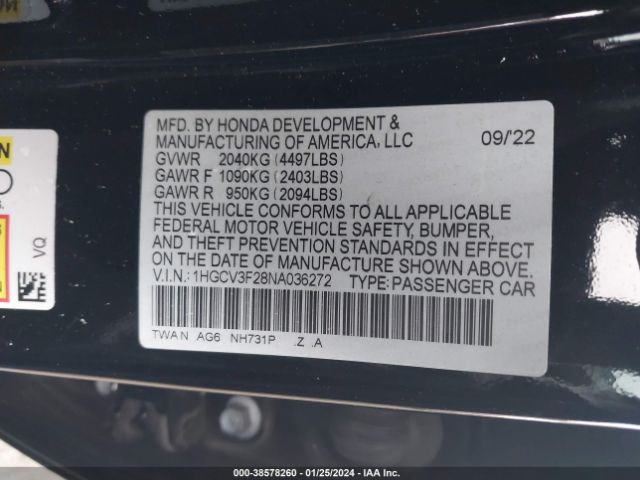 MFD. BY HONDA DEVELOPMENT &
MANUFACTURING OF AMERICA, LLC 09/22
GVWR 2040KG (4497LBS)
GAWR F 1090KG (2403LBS)
GAWR R 950KG (2094LBS)
THIS VEHICLE CONFORMS TO ALL APPLICABLE
FEDERAL MOTOR VEHICLE SAFETY, BUMPER,
AND THEFT PREVENTION STANDARDS IN EFFECT
ON THE DATE OF MANUFACTURE SHOWN ABOVE.
V.I.N.: 1HGCV3F28NA036272 TYPE:PASSENGER CAR
TWAN AG6 NH731P .Z .A
VQ
000-38578260 - 01/25/2024 - IAA Inc.